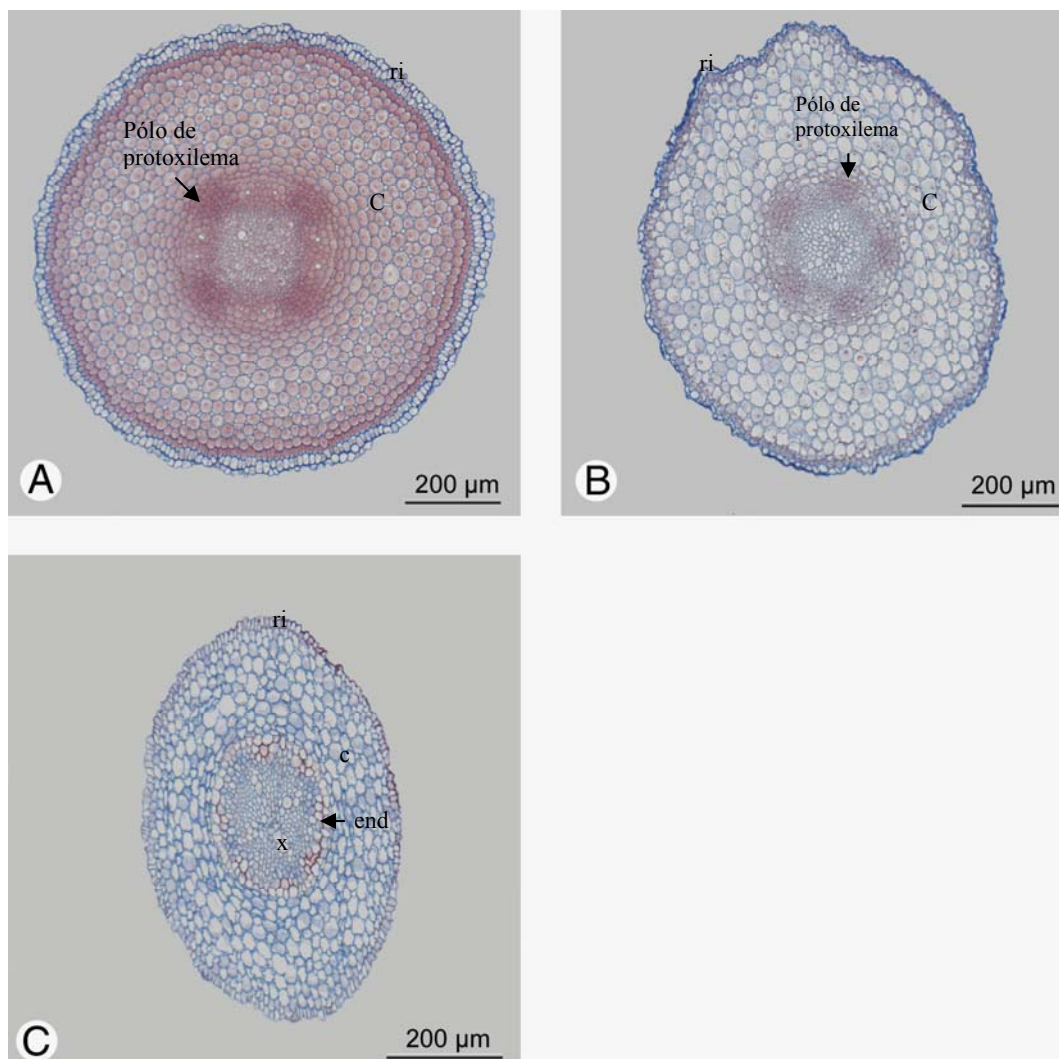 ri
Pólo de
protoxilema
C
A
200 µm
ri
Pólo de
protoxilema
C
B
200 µm
ri
c
end
x
C
200 µm